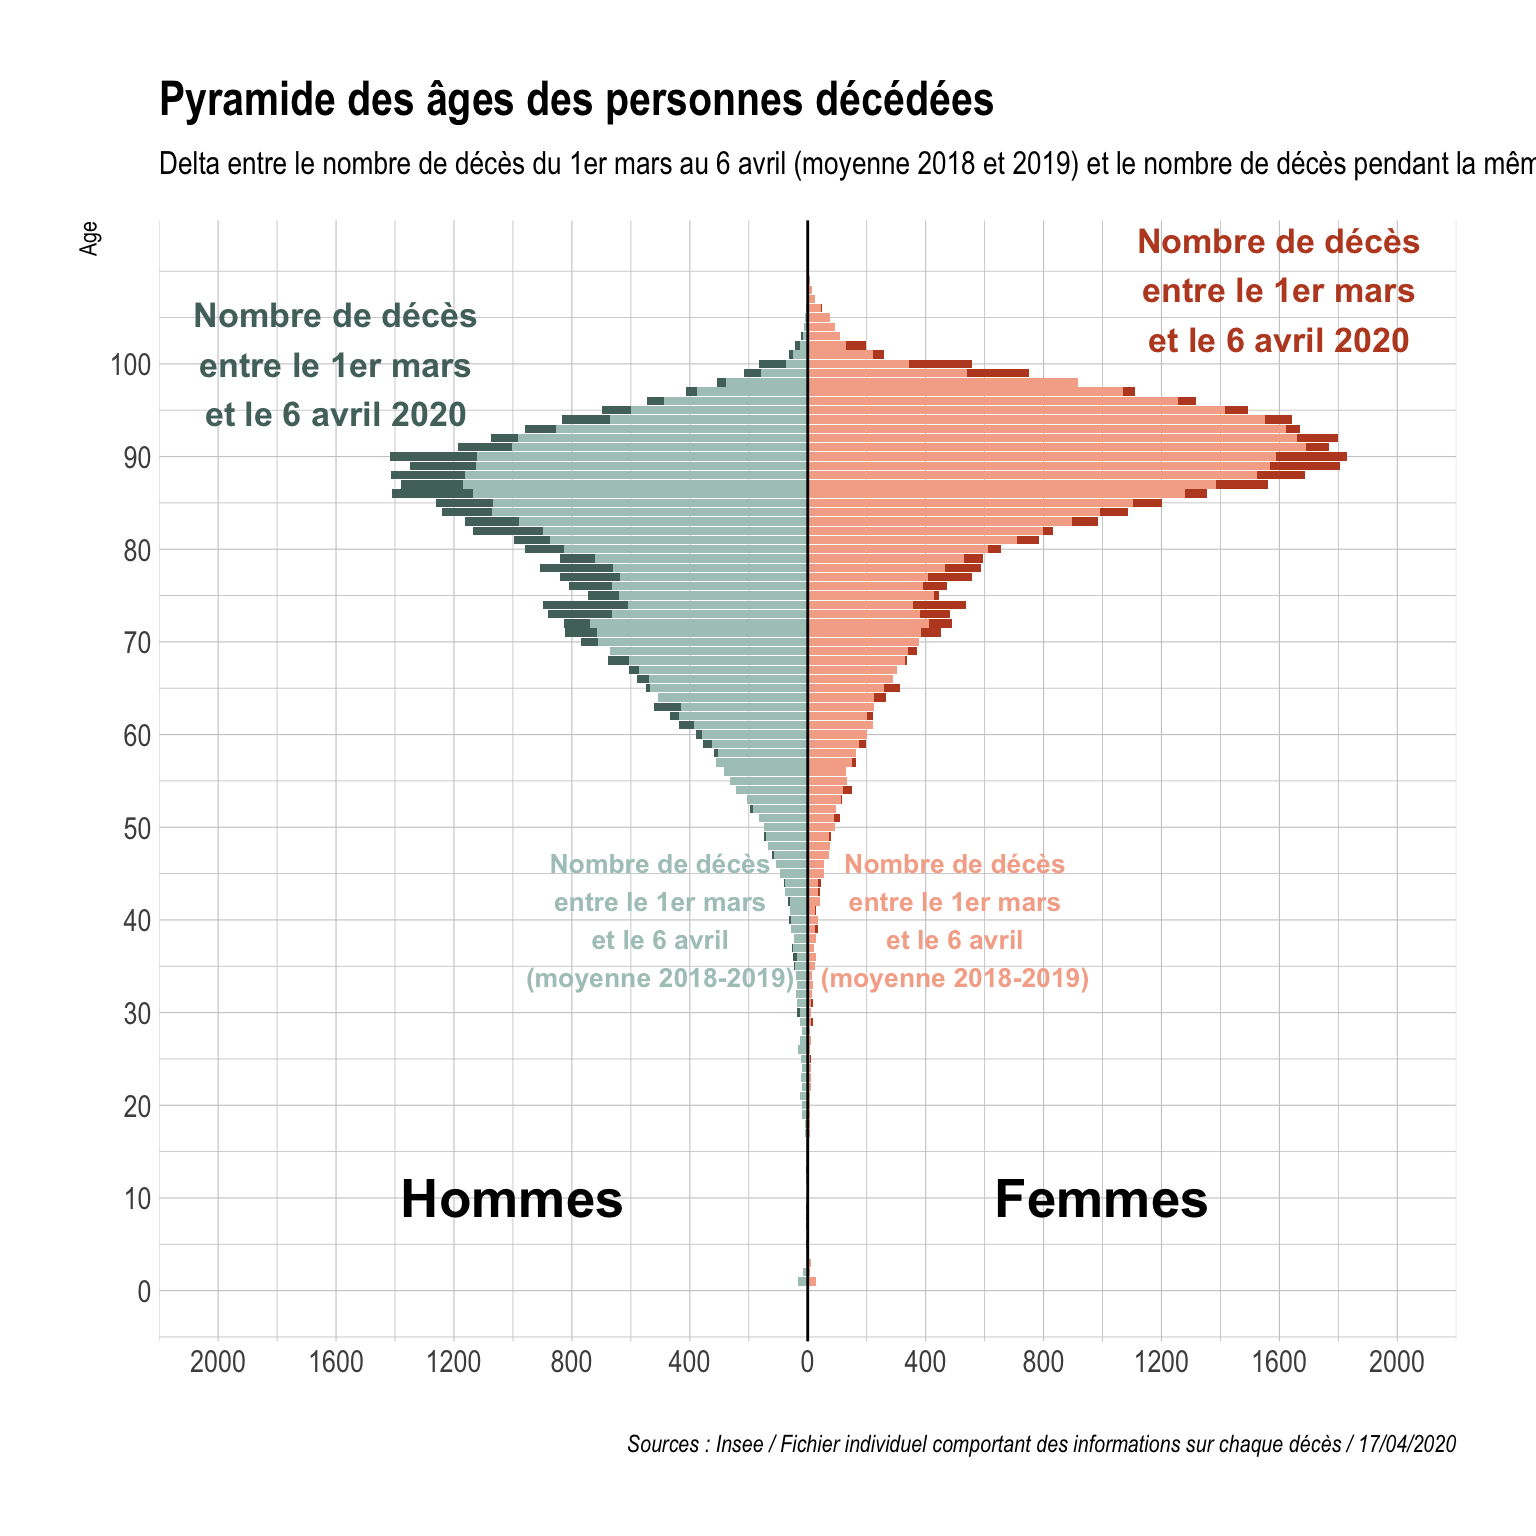 Pyramide des âges des personnes décédées
Delta entre le nombre de décès du 1er mars au 6 avril (moyenne 2018 et 2019) et le nombre de décès pendant la mêm
Age
Nombre de décès
entre le 1er mars
et le 6 avril 2020
Nombre de décès
entre le 1er mars
et le 6 avril 2020
100
90
80
70
60
50
40
30
20
10
0
Nombre de décès
entre le 1er mars
et le 6 avril
(moyenne 2018-2019)
Nombre de décès
entre le 1er mars
et le 6 avril
(moyenne 2018-2019)
Hommes
Femmes
2000 1600 1200 800 400 0 400 800 1200 1600 2000
Sources : Insee / Fichier individuel comportant des informations sur chaque décès / 17/04/2020